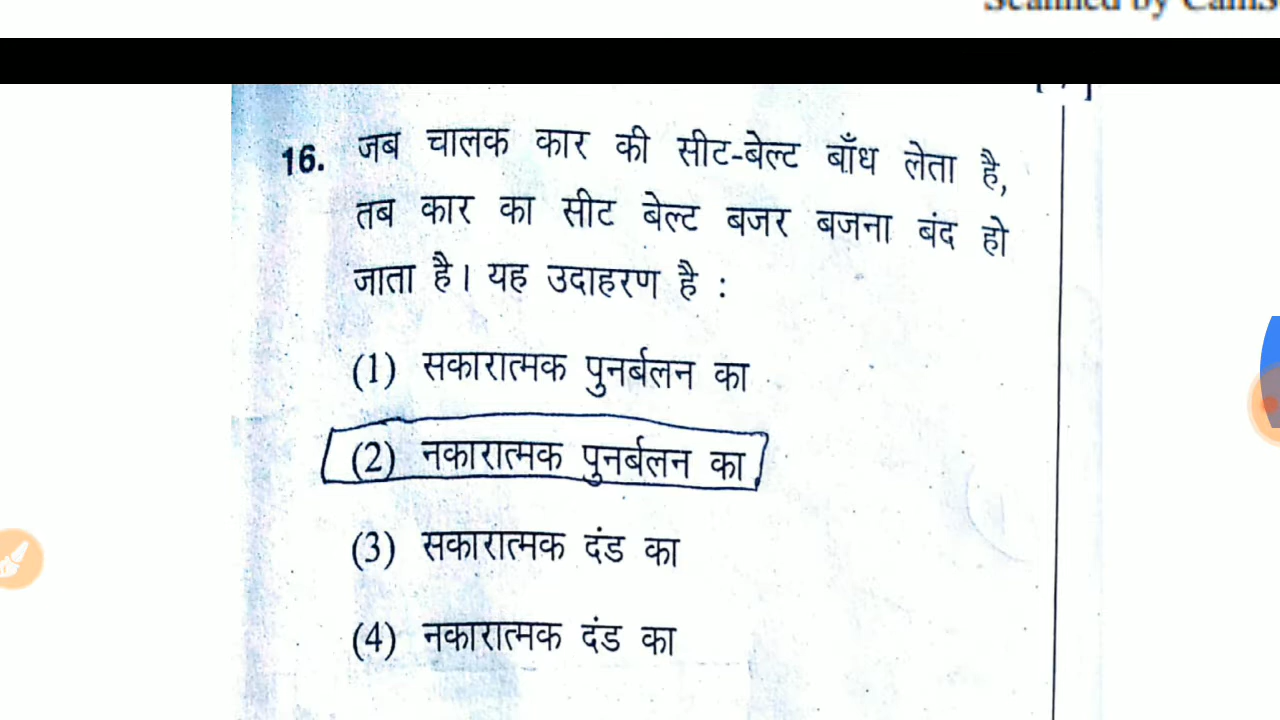 16. जब चालक कार की सीट-बेल्ट बाँध लेता है,
तब कार का सीट बेल्ट बजर बजना बंद हो
जाता है। यह उदाहरण है :
(1) सकारात्मक पुनर्बलन का
(2) नकारात्मक पुनर्बलन का
(3) सकारात्मक दंड का
(4) नकारात्मक दंड का